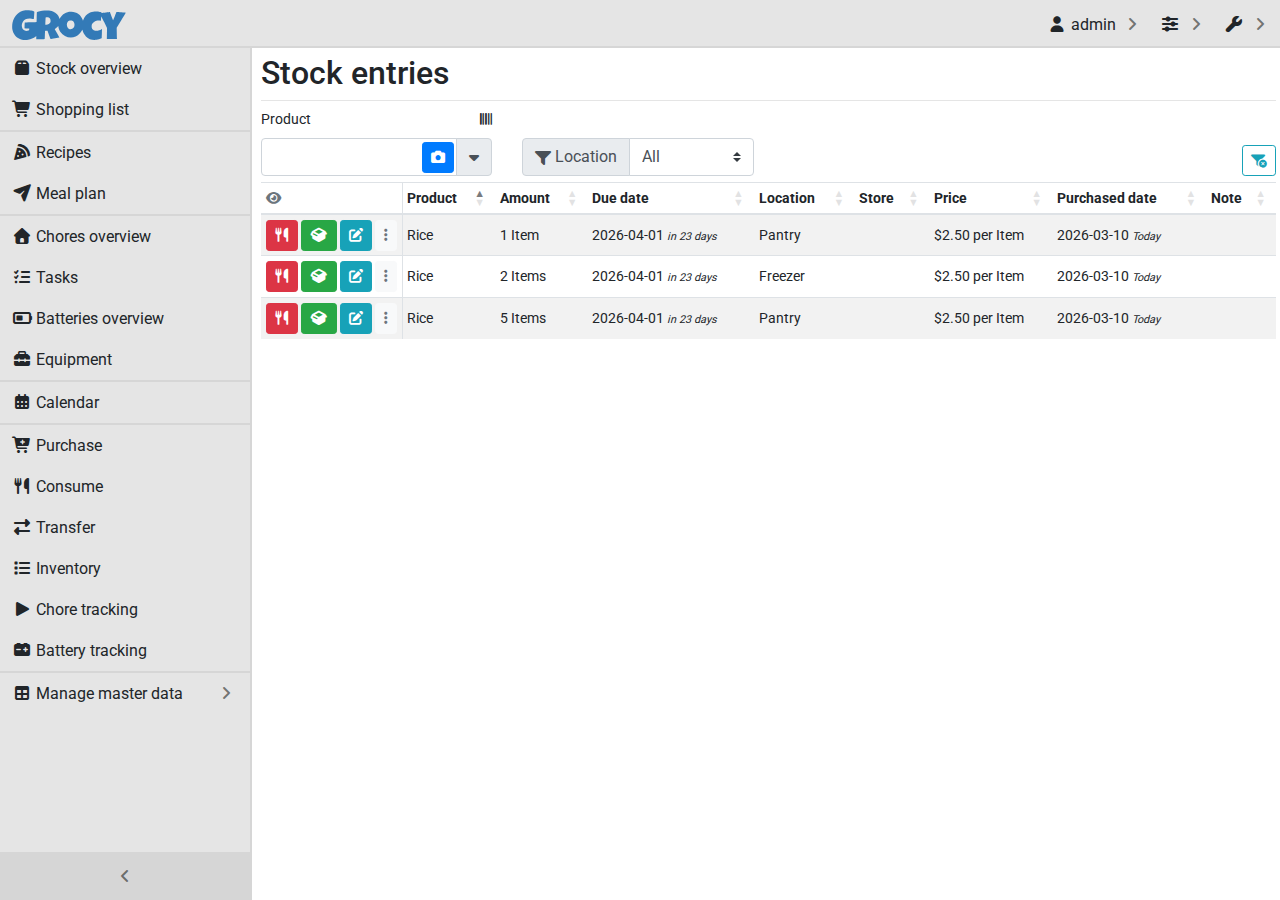 GROCY
admin
Stock overview
Shopping list
Recipes
Meal plan
Chores overview
Tasks
Batteries overview
Equipment
Calendar
Purchase
Consume
Transfer
Inventory
Chore tracking
Battery tracking
Manage master data
Stock entries
Product
Location All
Product Amount Due date Location Store Price Purchased date Note
Rice 1 Item 2026-04-01 in 23 days Pantry $2.50 per Item 2026-03-10 Today
Rice 2 Items 2026-04-01 in 23 days Freezer $2.50 per Item 2026-03-10 Today
Rice 5 Items 2026-04-01 in 23 days Pantry $2.50 per Item 2026-03-10 Today